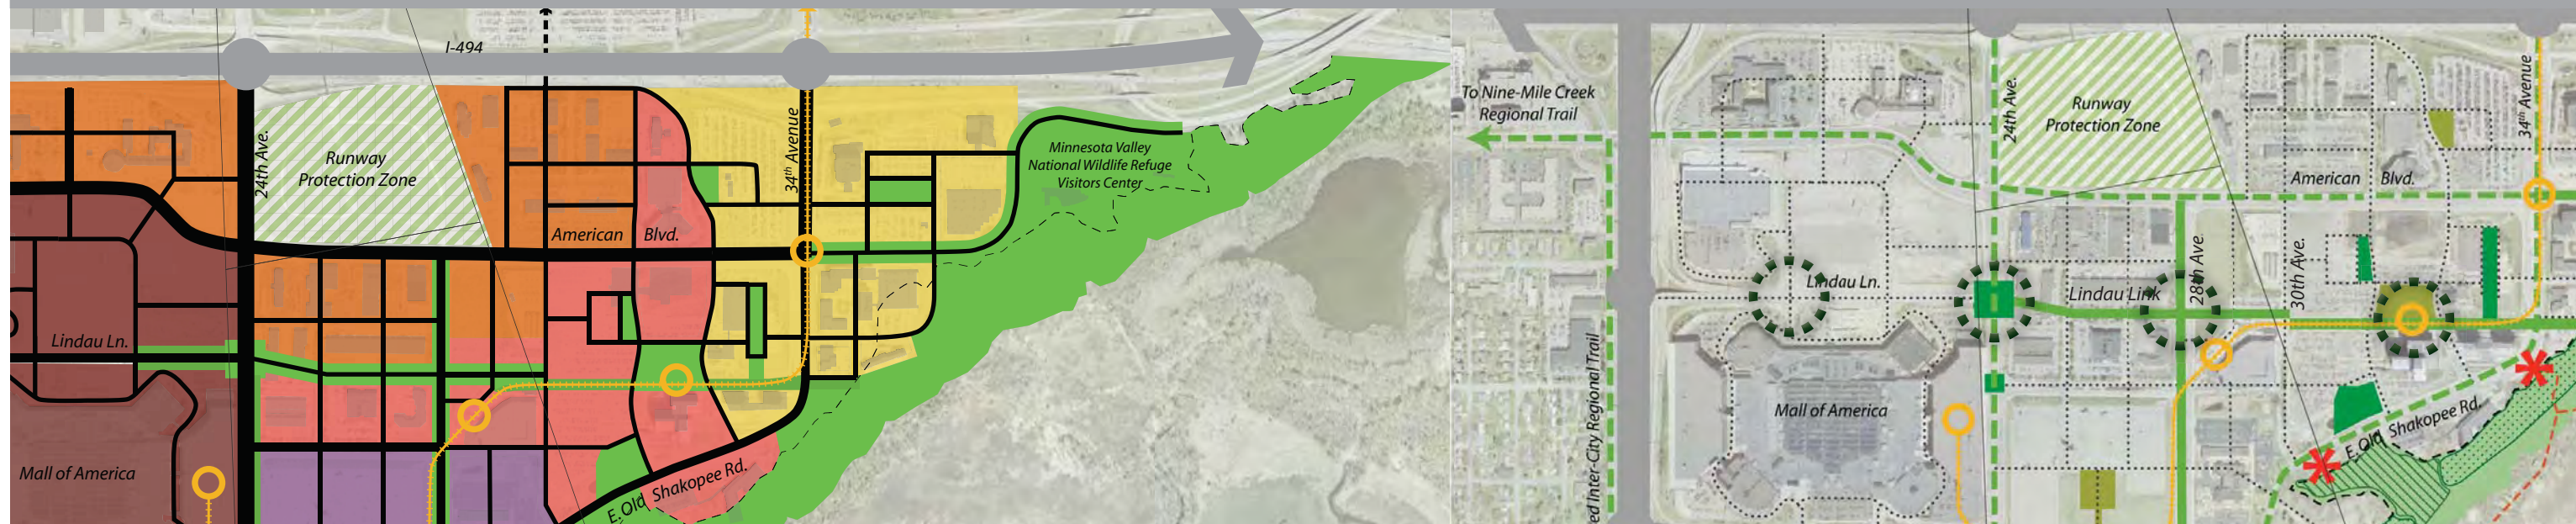 I-494
24th Ave.
Runway
Protection Zone
34th Avenue
Minnesota Valley
National Wildlife Refuge
Visitors Center
American Blvd.
Lindau Ln.
Mall of America
E. Old Shakopee Rd.
To Nine-Mile Creek
Regional Trail
24th Ave.
Runway
Protection Zone
34th Avenue
American Blvd.
Lindau Ln.
Lindau Link
28th Ave.
30th Ave.
ed Inter-City Regional Trail
Mall of America
E. Old Shakopee Rd.